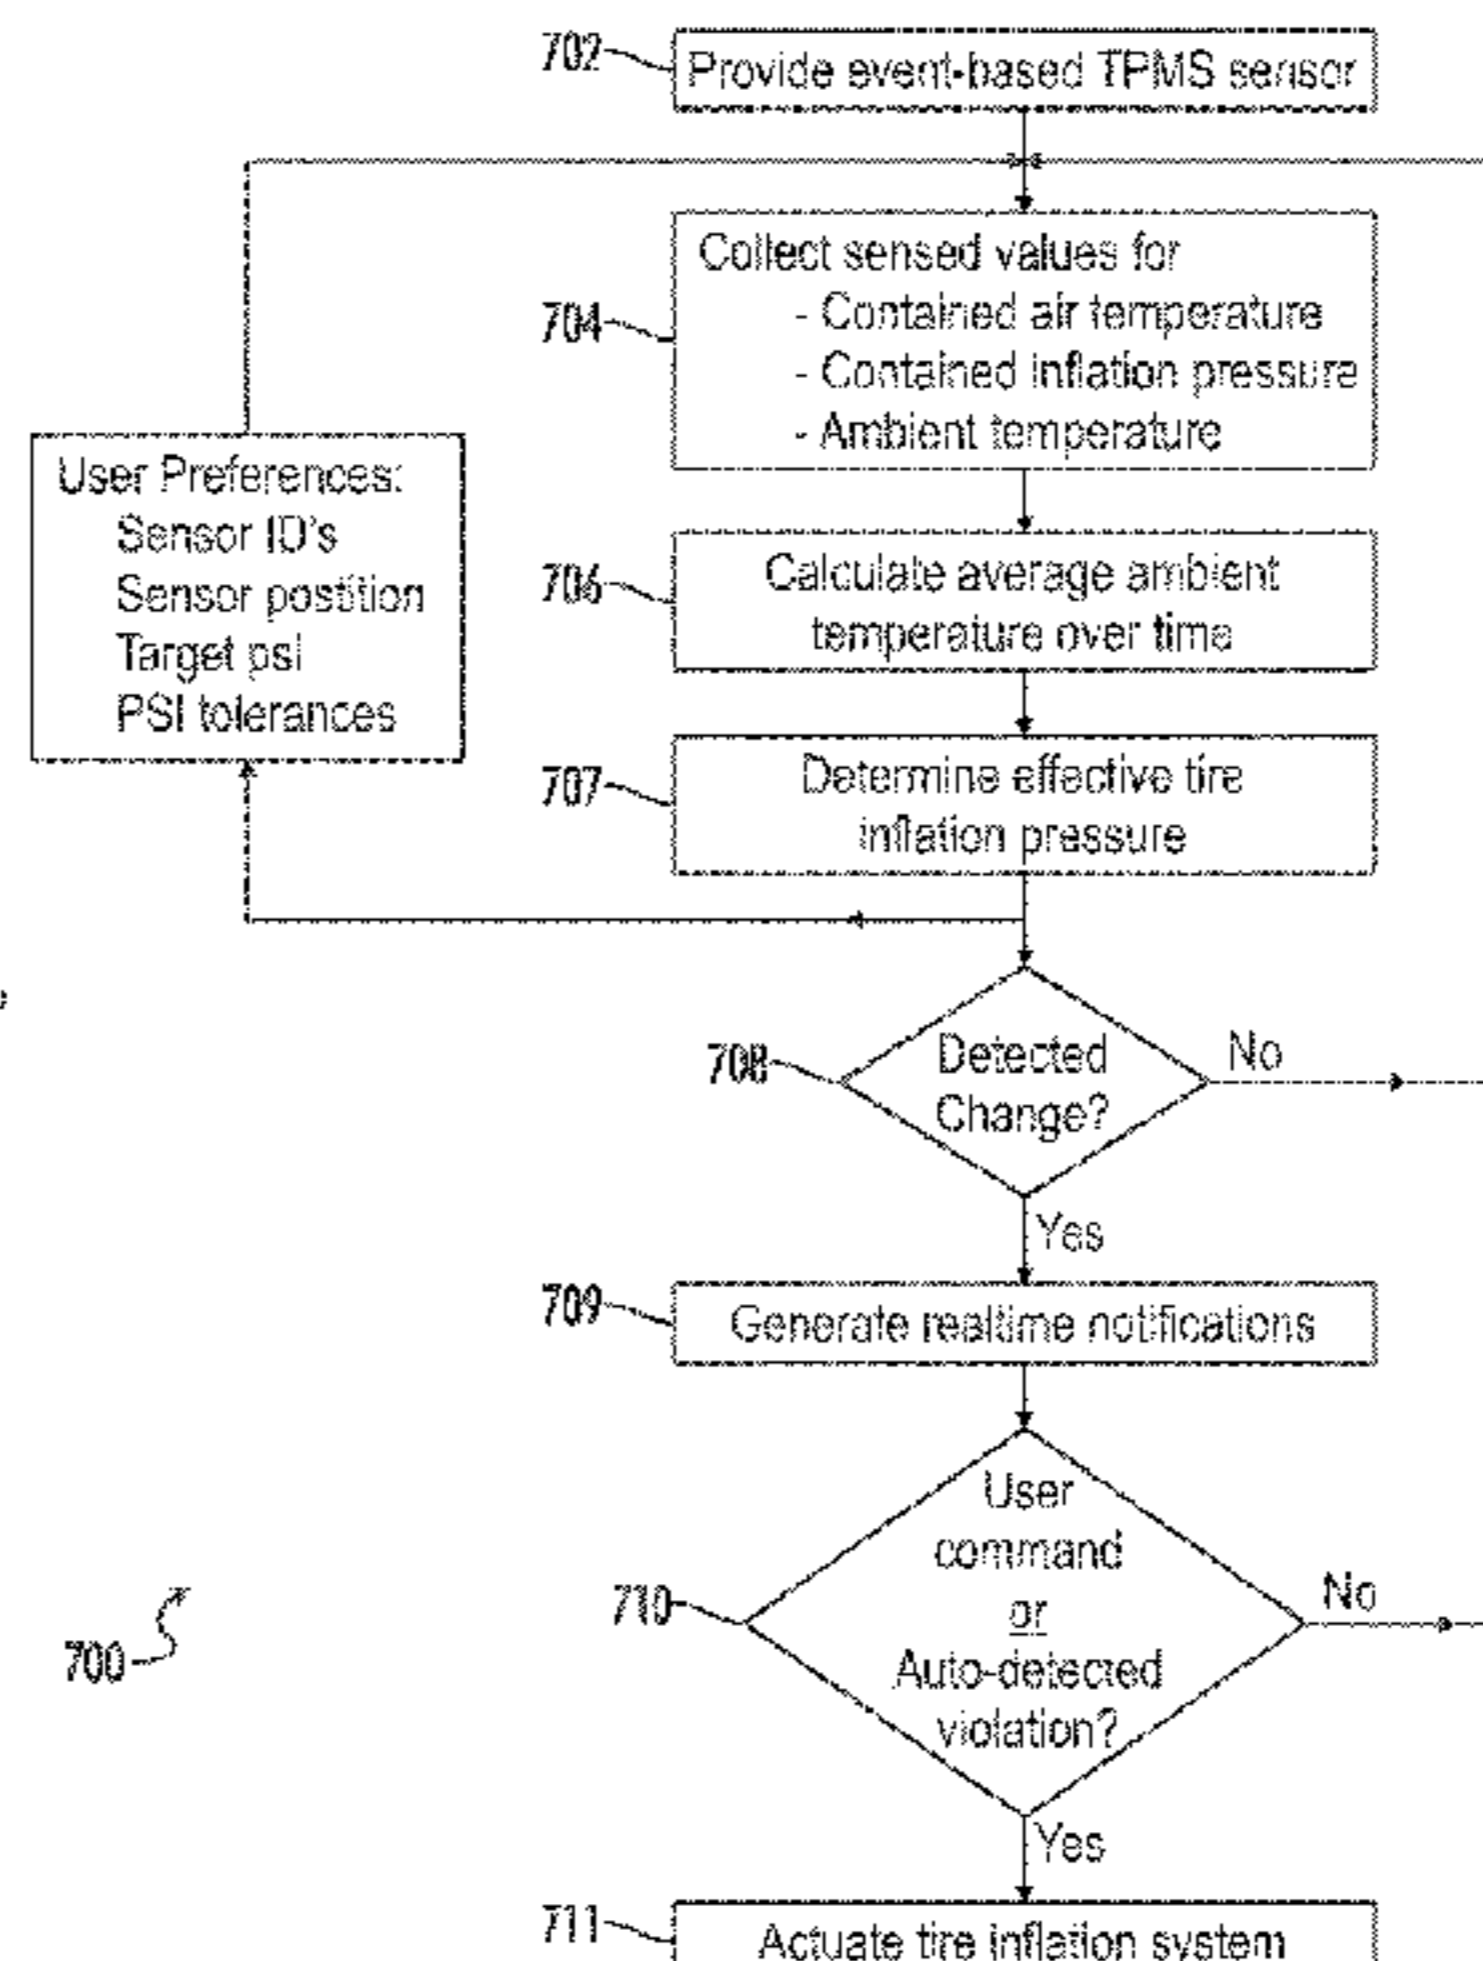 702
Provide event-based TPMS sensor
704
Collect sensed values for
- Contained air temperature
- Contained inflation pressure
- Ambient temperature
User Preferences:
Sensor ID's
Sensor postition
Target psi
PSI tolerances
706
Calculate average ambient
temperature over time
707
Determine effective tire
inflation pressure
708
Detected
Change?
No
Yes
709
Generate realtime notifications
710
User
command
or
Auto-detected
violation?
No
Yes
700
711
Actuate tire inflation system